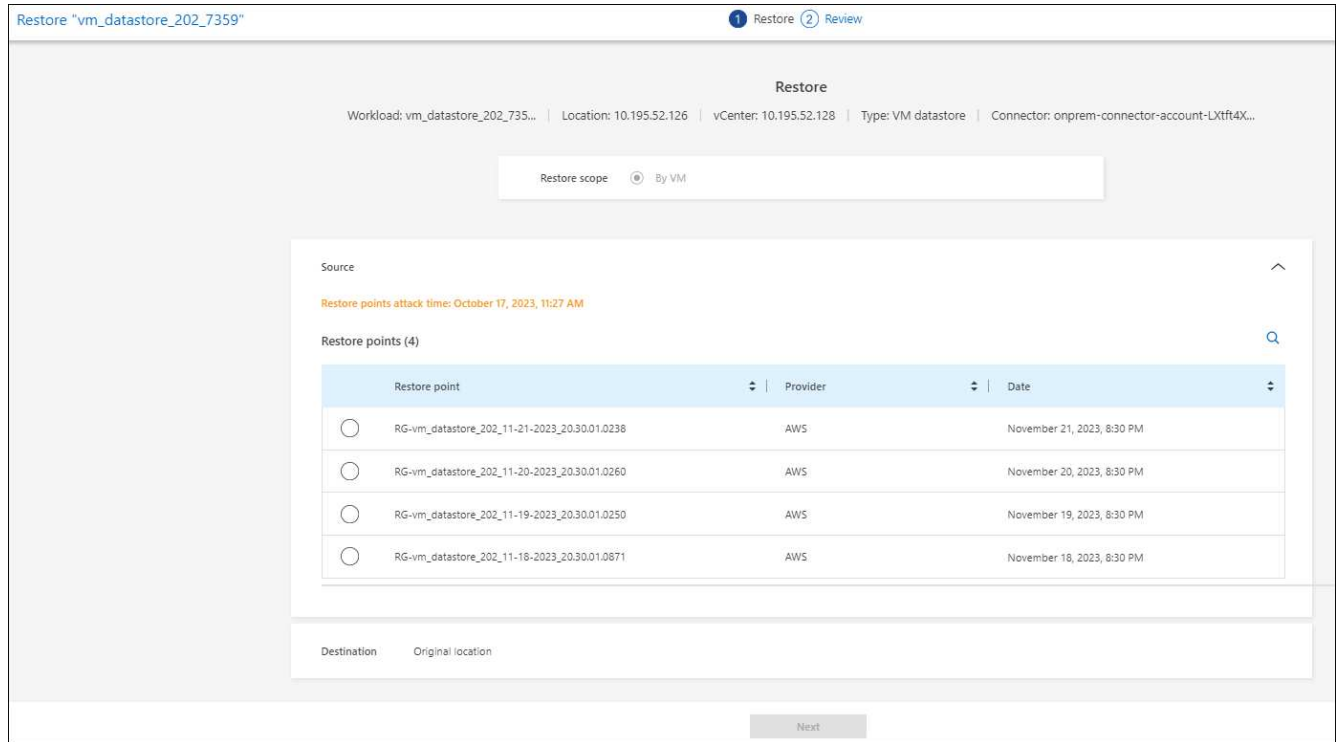 Restore "vm_datastore_202_7359"
1 Restore 2 Review
Restore
Workload: vm_datastore_202_735... | Location: 10.195.52.126 | vCenter: 10.195.52.128 | Type: VM datastore | Connector: onprem-connector-account-LXtft4X...
Restore scope By VM
Source
Restore points attack time: October 17, 2023, 11:27 AM
Restore points (4)
Restore point Provider Date
RG-vm_datastore_202_11-21-2023_20.30.01.0238 AWS November 21, 2023, 8:30 PM
RG-vm_datastore_202_11-20-2023_20.30.01.0260 AWS November 20, 2023, 8:30 PM
RG-vm_datastore_202_11-19-2023_20.30.01.0250 AWS November 19, 2023, 8:30 PM
RG-vm_datastore_202_11-18-2023_20.30.01.0871 AWS November 18, 2023, 8:30 PM
Destination Original location
Next